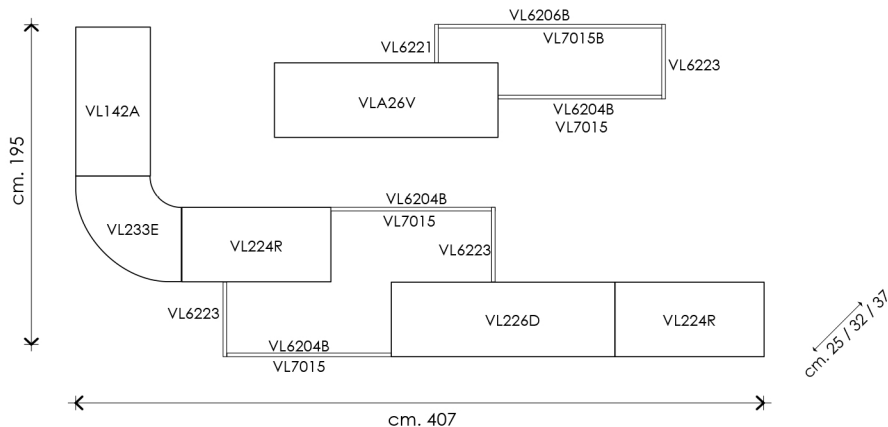 VL6206B
VL6221
VL7015B
VL6223
VL142A
VLA26V
VL6204B
VL7015
cm. 195
VL233E
VL6204B
VL7015
VL224R
VL6223
VL6223
VL226D
VL224R
VL6204B
VL7015
cm. 25 / 32 / 37
cm. 407